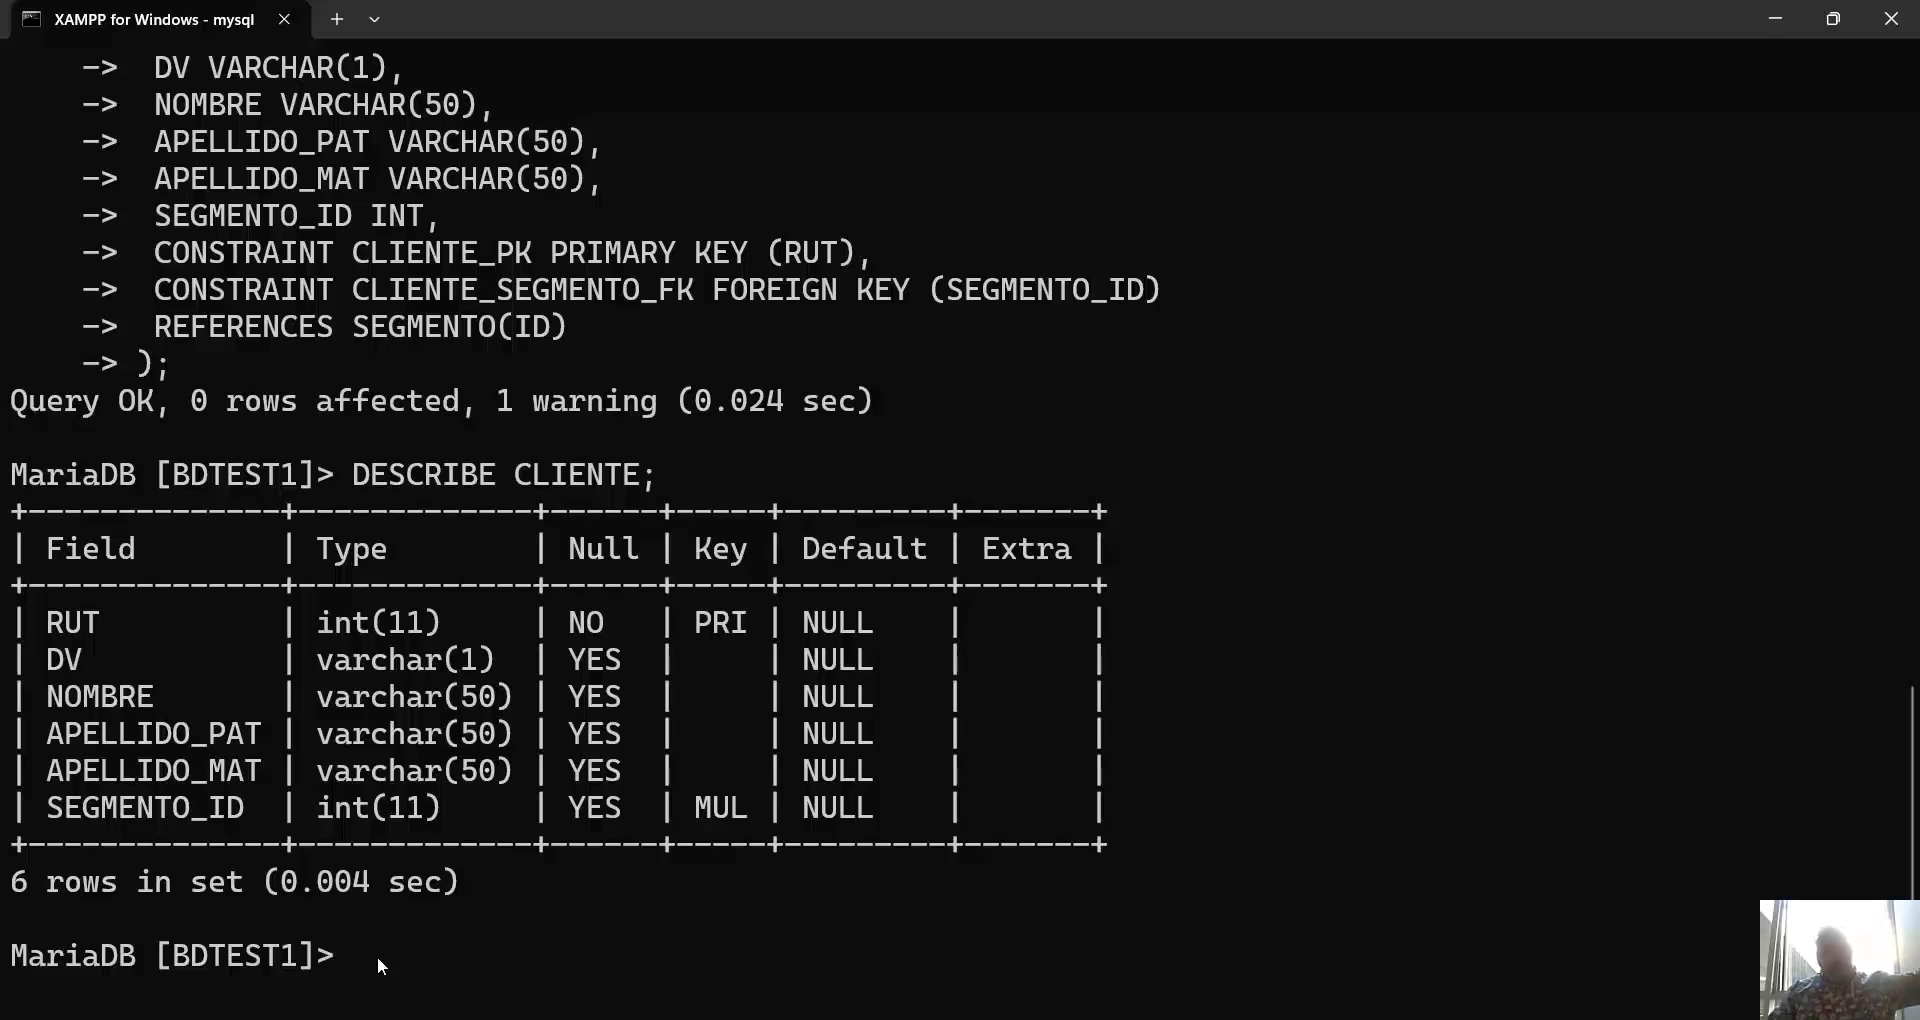 XAMPP for Windows - mysql
-> DV VARCHAR(1),
-> NOMBRE VARCHAR(50),
-> APELLIDO_PAT VARCHAR(50),
-> APELLIDO_MAT VARCHAR(50),
-> SEGMENTO_ID INT,
-> CONSTRAINT CLIENTE_PK PRIMARY KEY (RUT),
-> CONSTRAINT CLIENTE_SEGMENTO_FK FOREIGN KEY (SEGMENTO_ID)
-> REFERENCES SEGMENTO(ID)
-> );
Query OK, 0 rows affected, 1 warning (0.024 sec)
MariaDB [BDTEST1]> DESCRIBE CLIENTE;
+--------------+-------------+------+-----+---------+-------+
| Field | Type | Null | Key | Default | Extra |
+--------------+-------------+------+-----+---------+-------+
| RUT | int(11) | NO | PRI | NULL | |
| DV | varchar(1) | YES | | NULL | |
| NOMBRE | varchar(50) | YES | | NULL | |
| APELLIDO_PAT | varchar(50) | YES | | NULL | |
| APELLIDO_MAT | varchar(50) | YES | | NULL | |
| SEGMENTO_ID | int(11) | YES | MUL | NULL | |
+--------------+-------------+------+-----+---------+-------+
6 rows in set (0.004 sec)
MariaDB [BDTEST1]>